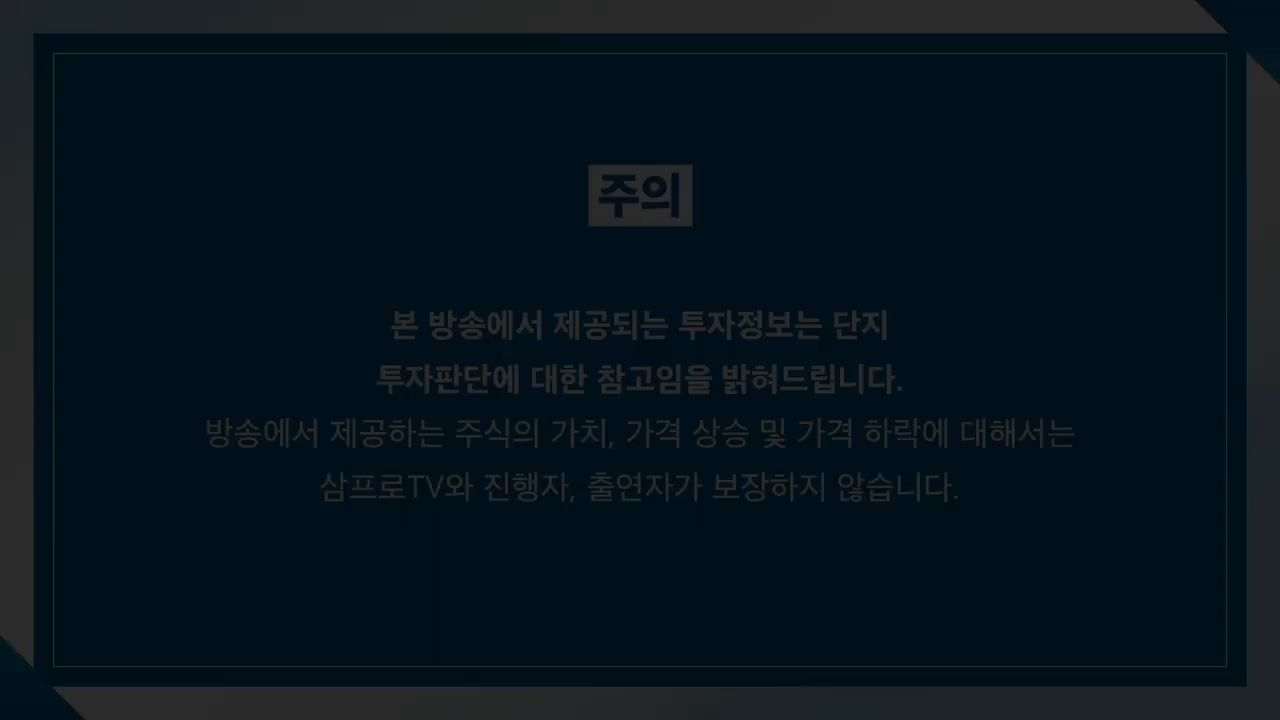 주의
본 방송에서 제공되는 투자정보는 단지
투자판단에 대한 참고임을 밝혀드립니다.
방송에서 제공하는 주식의 가치, 가격 상승 및 가격 하락에 대해서는
삼프로TV와 진행자, 출연자가 보장하지 않습니다.